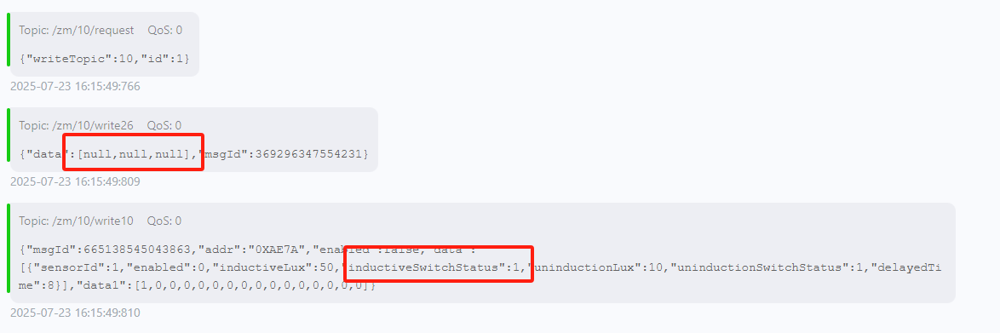 Topic: /zm/10/request QoS: 0
{"writeTopic":10,"id":1}
2025-07-23 16:15:49:766
Topic: /zm/10/write26 QoS: 0
{"data":[null,null,null],"msgId":369296347554231}
2025-07-23 16:15:49:809
Topic: /zm/10/write10 QoS: 0
{"msgId":665138545043863,"addr":"0XAE7A","enabled":false,"data":
[{"sensorId":1,"enabled":0,"inductiveLux":50,"inductiveSwitchStatus":1,"uninductionLux":10,"uninductionSwitchStatus":1,"delayedTi
me":8}],"data1":[1,0,0,0,0,0,0,0,0,0,0,0,0,0,0,0]}
2025-07-23 16:15:49:810